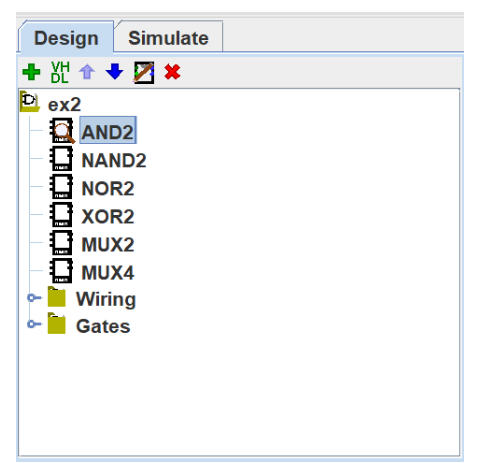 Design Simulate
VH
DL
ex2
AND2
NAND2
NOR2
XOR2
MUX2
MUX4
Wiring
Gates